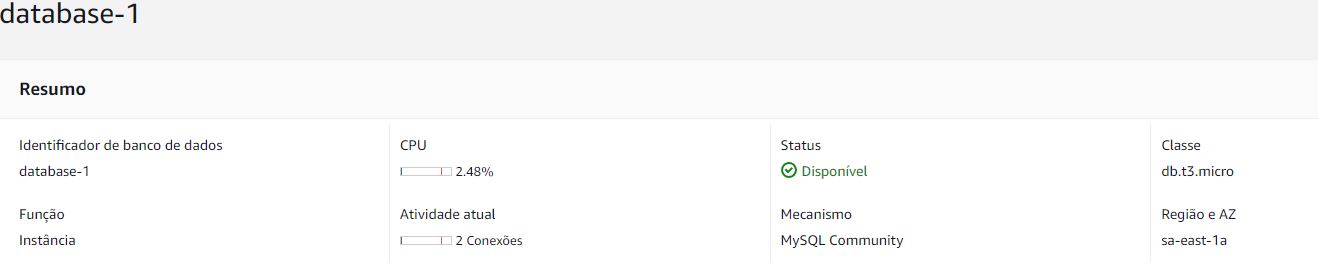 database-1
Resumo
Identificador de banco de dados
database-1
CPU
2.48%
Status
Disponível
Classe
db.t3.micro
Função
Instância
Atividade atual
2 Conexões
Mecanismo
MySQL Community
Região e AZ
sa-east-1a